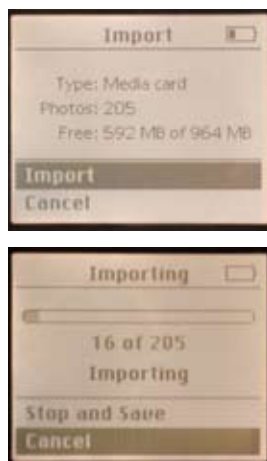 Import
Type: Media card
Photos: 205
Free: 592 MB of 964 MB
Import
Cancel
Importing
16 of 205
Importing
Stop and Save
Cancel